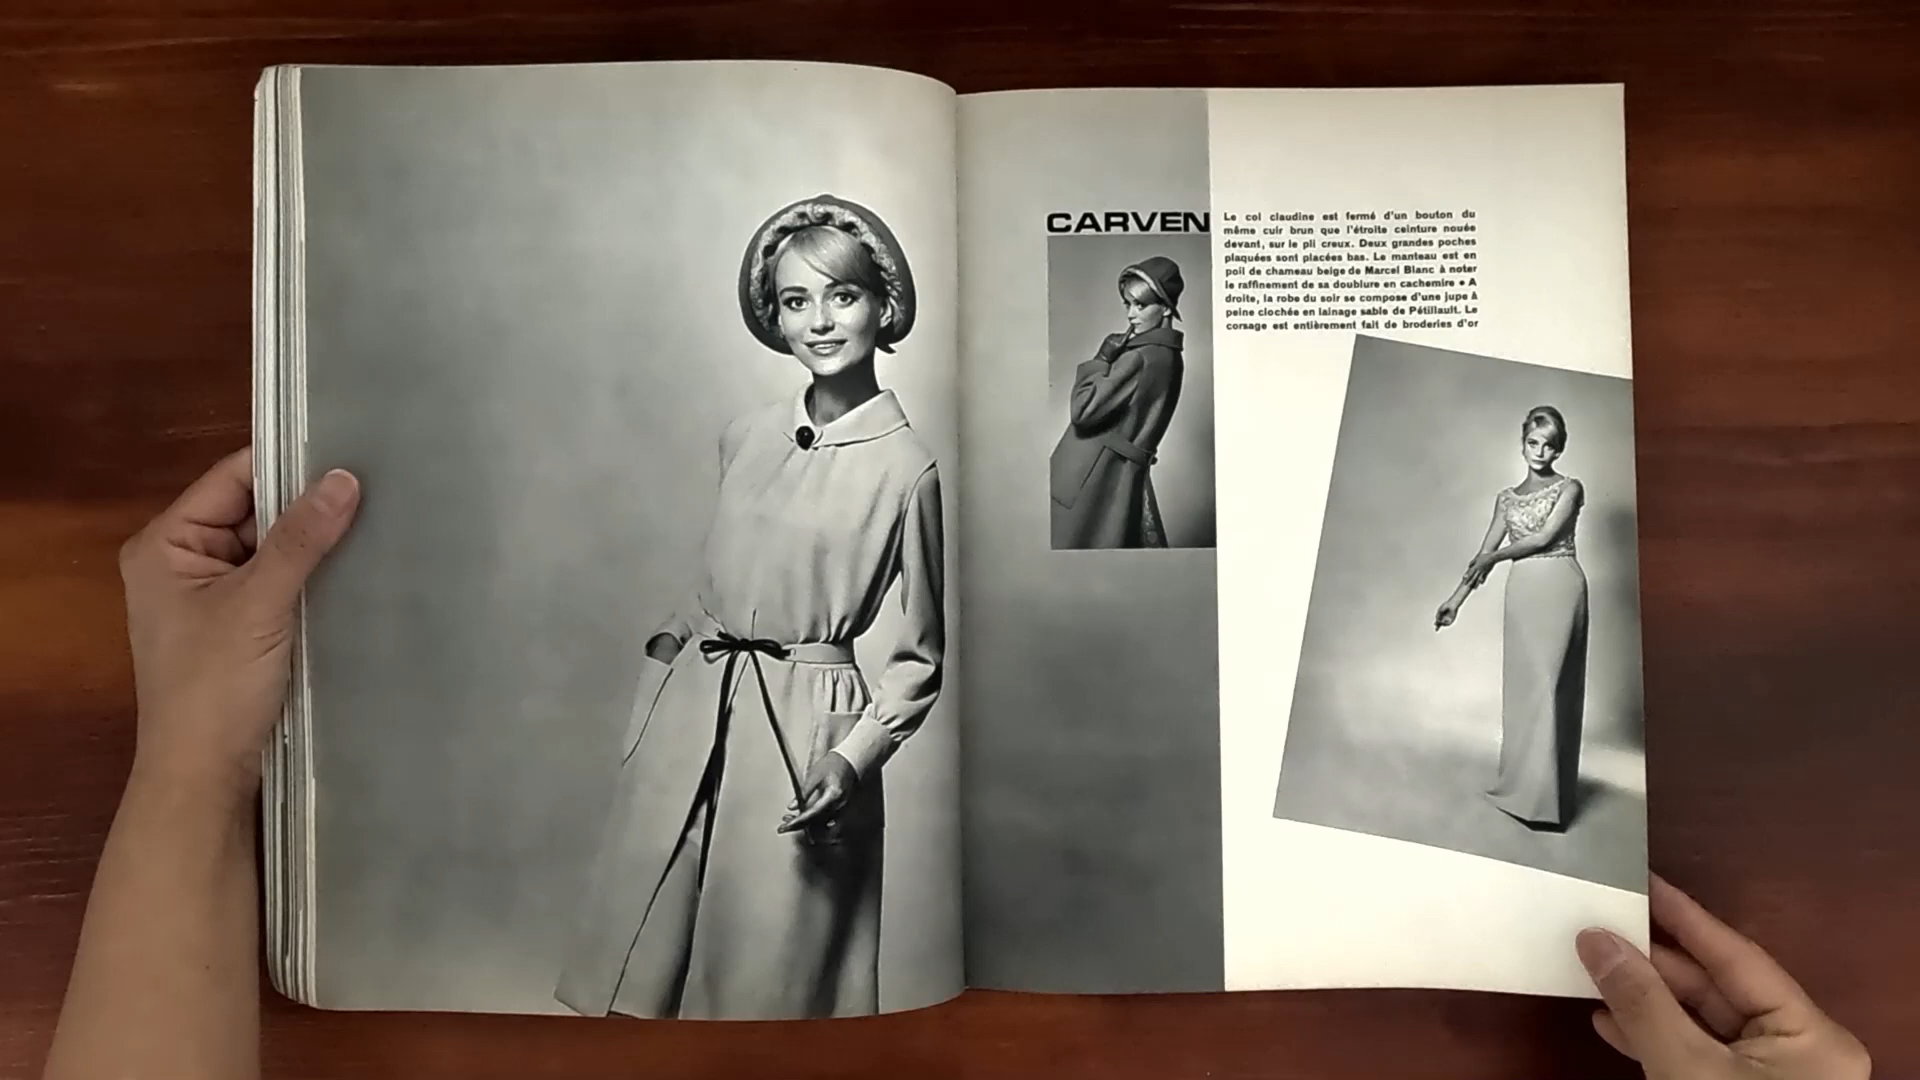 CARVEN
Le col claudine est fermé d'un bouton du
même cuir brun que l'étroite ceinture nouée
devant, sur le pli creux. Deux grandes poches
plaquées sont placées bas. Le manteau est en
poil de chameau beige de Marcel Blanc à noter
le raffinement de sa doublure en cachemire • A
droite, la robe du soir se compose d'une jupe à
peine clochée en lainage sable de Pétillault. Le
corsage est entièrement fait de broderies d'or